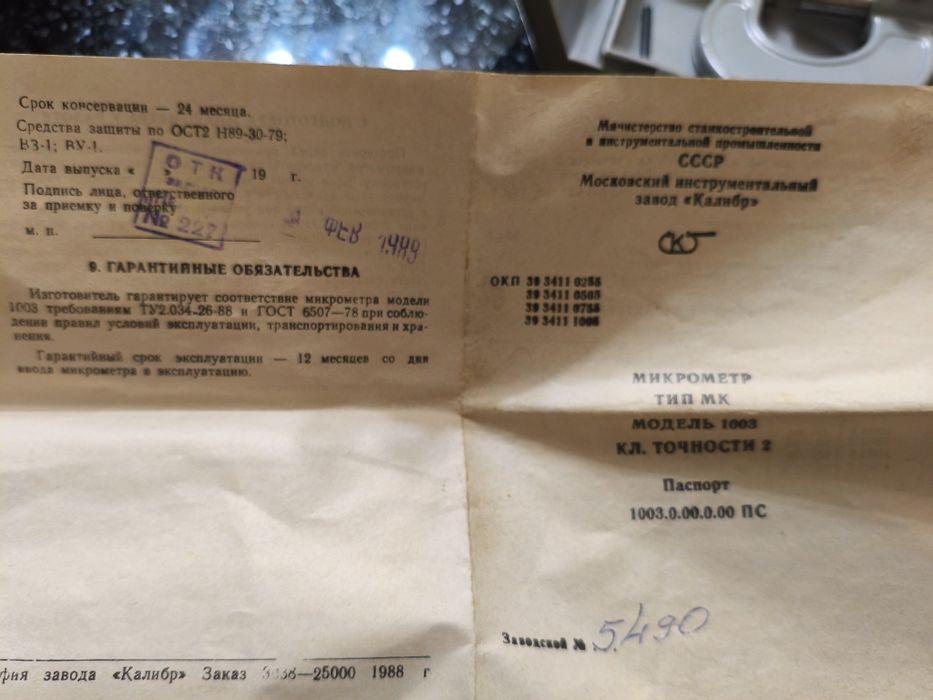 Срок консервации — 24 месяца.
Средства защиты по ОСТ2 Н89-30-79;
ВЗ-1; ВУ-1.
Дата выпуска « » 19 г.
Подпись лица, ответственного
за приемку и поверку
м. п.
ОТК
№ 227
ФЕВ 1989
9. ГАРАНТИЙНЫЕ ОБЯЗАТЕЛЬСТВА
Изготовитель гарантирует соответствие микрометра модели
1003 требованиям ТУ2.034-26-88 и ГОСТ 6507—78 при соблю-
дении правил условий эксплуатации, транспортирования и хра-
нения.
Гарантийный срок эксплуатации — 12 месяцев со дня
ввода микрометра в эксплуатацию.
завода «Калибр» Заказ —25000 1988 г
Министерство станкостроительной
и инструментальной промышленности
СССР
Московский инструментальный
завод «Калибр»
ОКП 39 3411 0255
39 3411 0505
39 3411 0755
39 3411 1005
МИКРОМЕТР
ТИП МК
МОДЕЛЬ 1003
КЛ. ТОЧНОСТИ 2
Паспорт
1003.0.00.0.00 ПС
Заводской № 5490